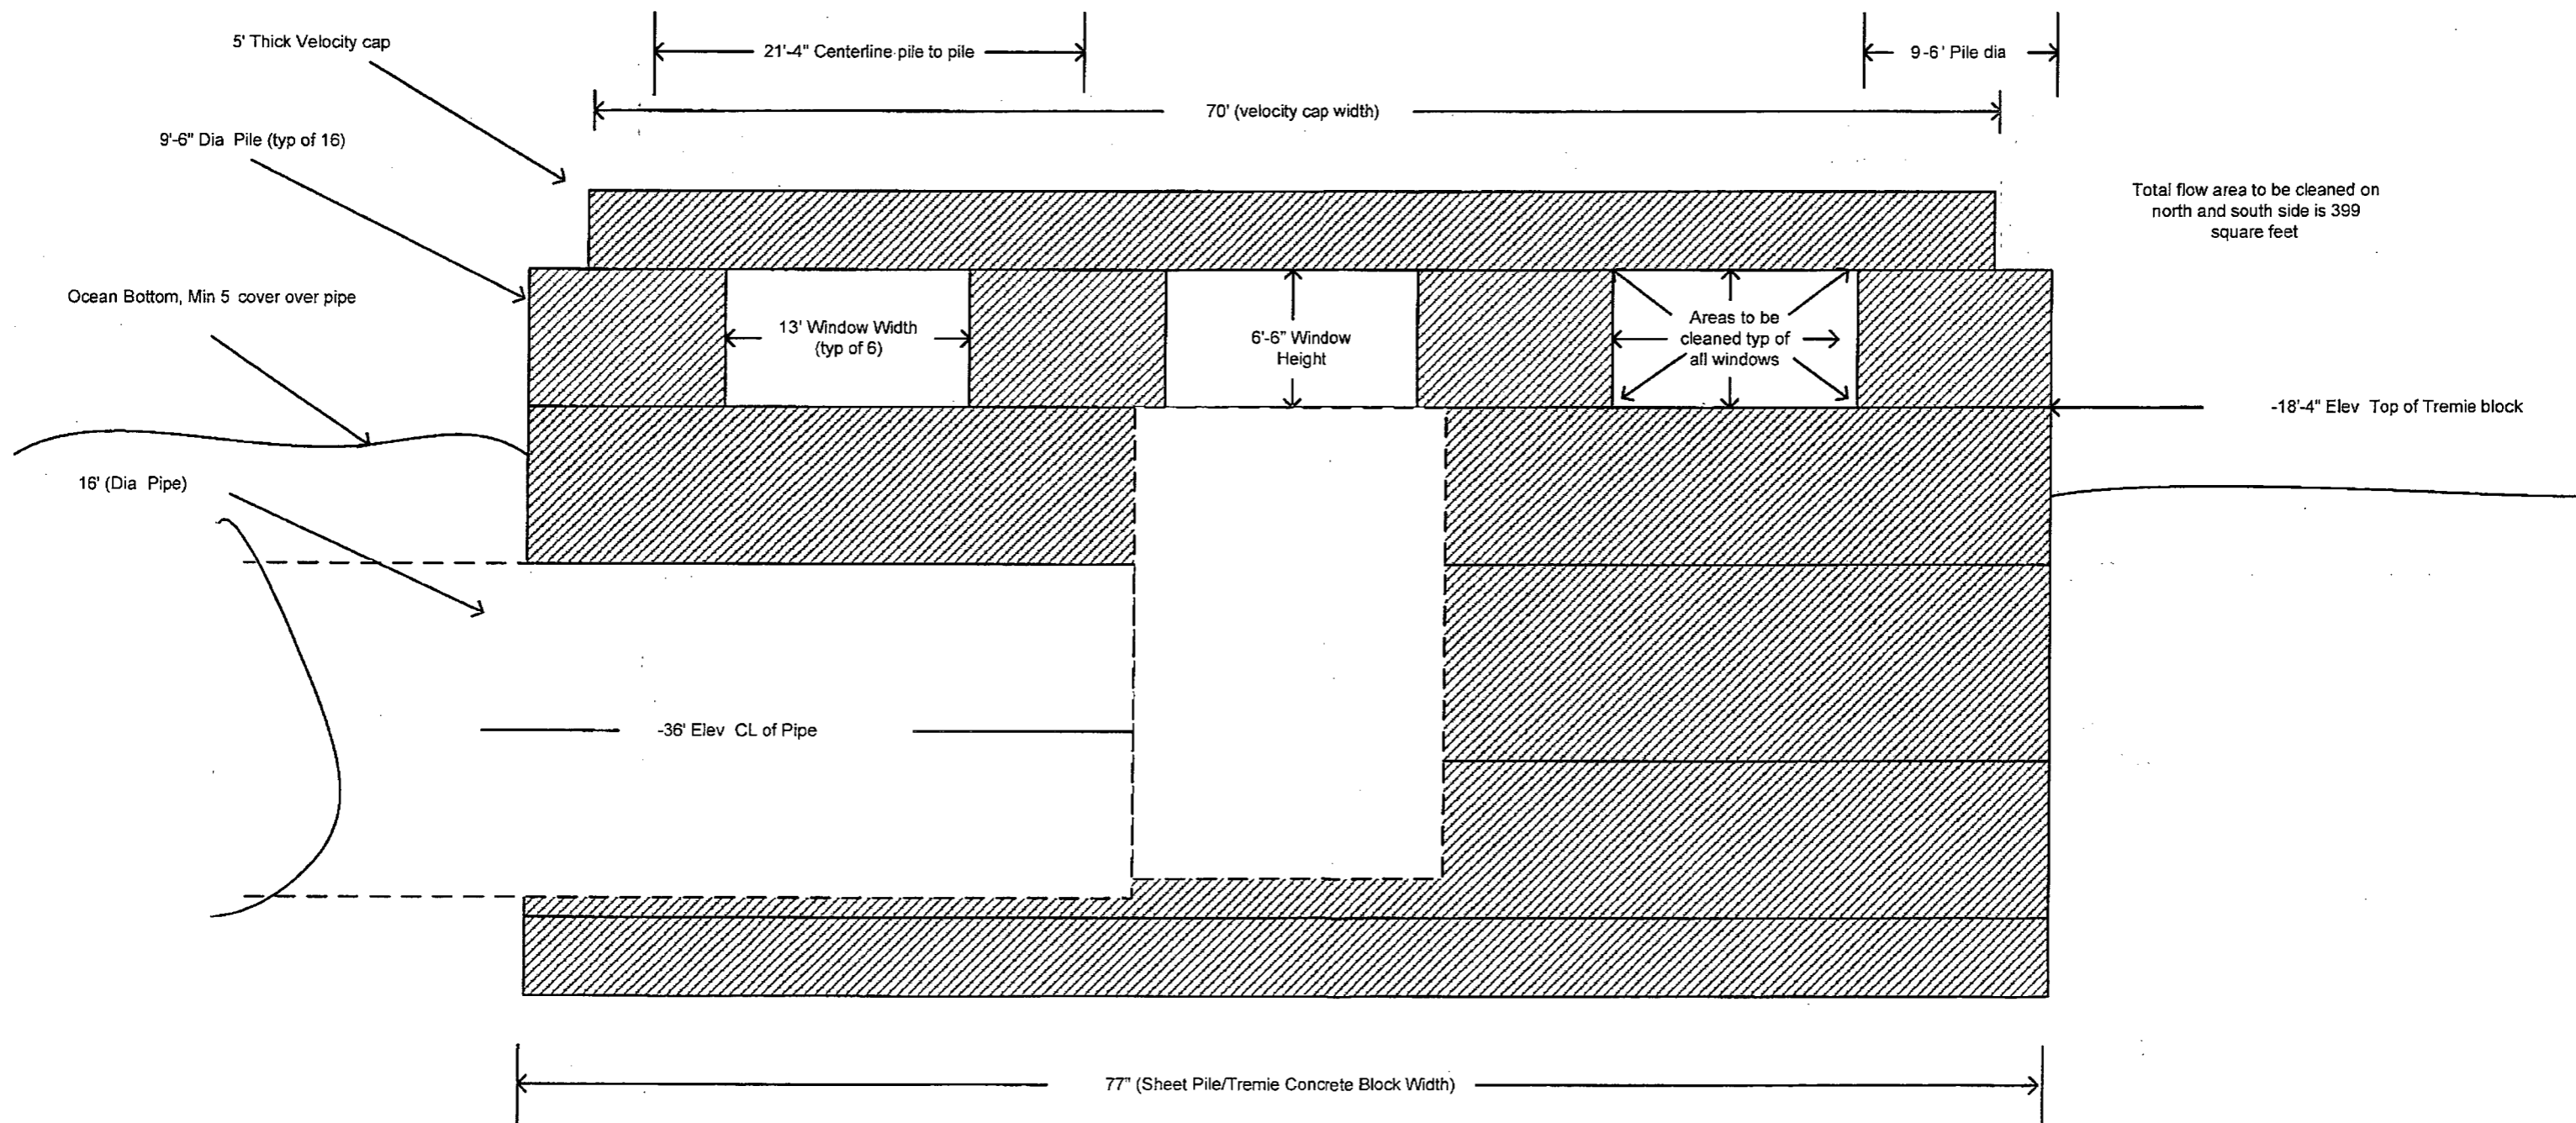 5' Thick Velocity cap
21'-4" Centerline pile to pile
9-6' Pile dia
70' (velocity cap width)
9'-6" Dia Pile (typ of 16)
Total flow area to be cleaned on
north and south side is 399
square feet
Ocean Bottom, Min 5 cover over pipe
13' Window Width
(typ of 6)
6'-6" Window
Height
Areas to be
cleaned typ of
all windows
-18'-4" Elev Top of Tremie block
16' (Dia Pipe)
-36' Elev CL of Pipe
77" (Sheet Pile/Tremie Concrete Block Width)